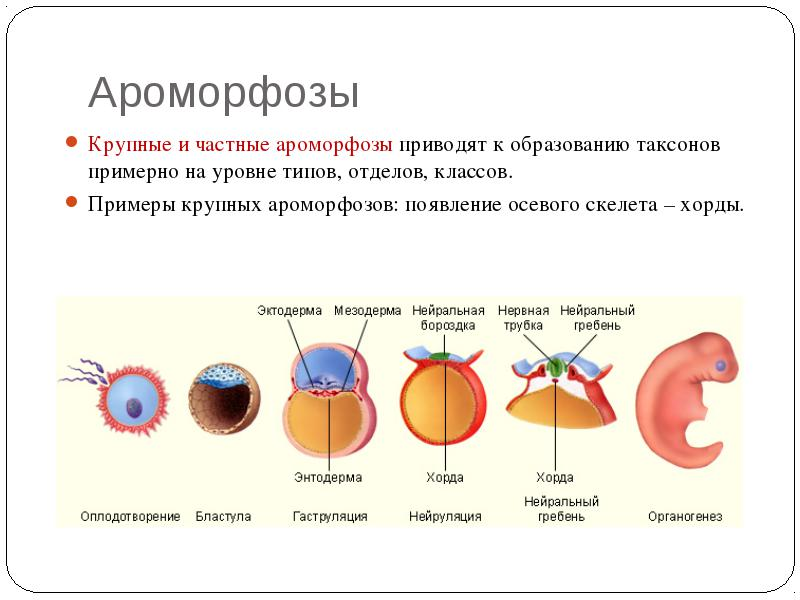 Ароморфозы
Крупные и частные ароморфозы приводят к образованию таксонов
примерно на уровне типов, отделов, классов.
Примеры крупных ароморфозов: появление осевого скелета – хорды.
Эктодерма
Мезодерма
Нейральная
бороздка
Нервная
трубка
Нейральный
гребень
Энтодерма
Хорда
Хорда
Оплодотворение
Бластула
Гаструляция
Нейруляция
Нейральный
гребень
Органогенез